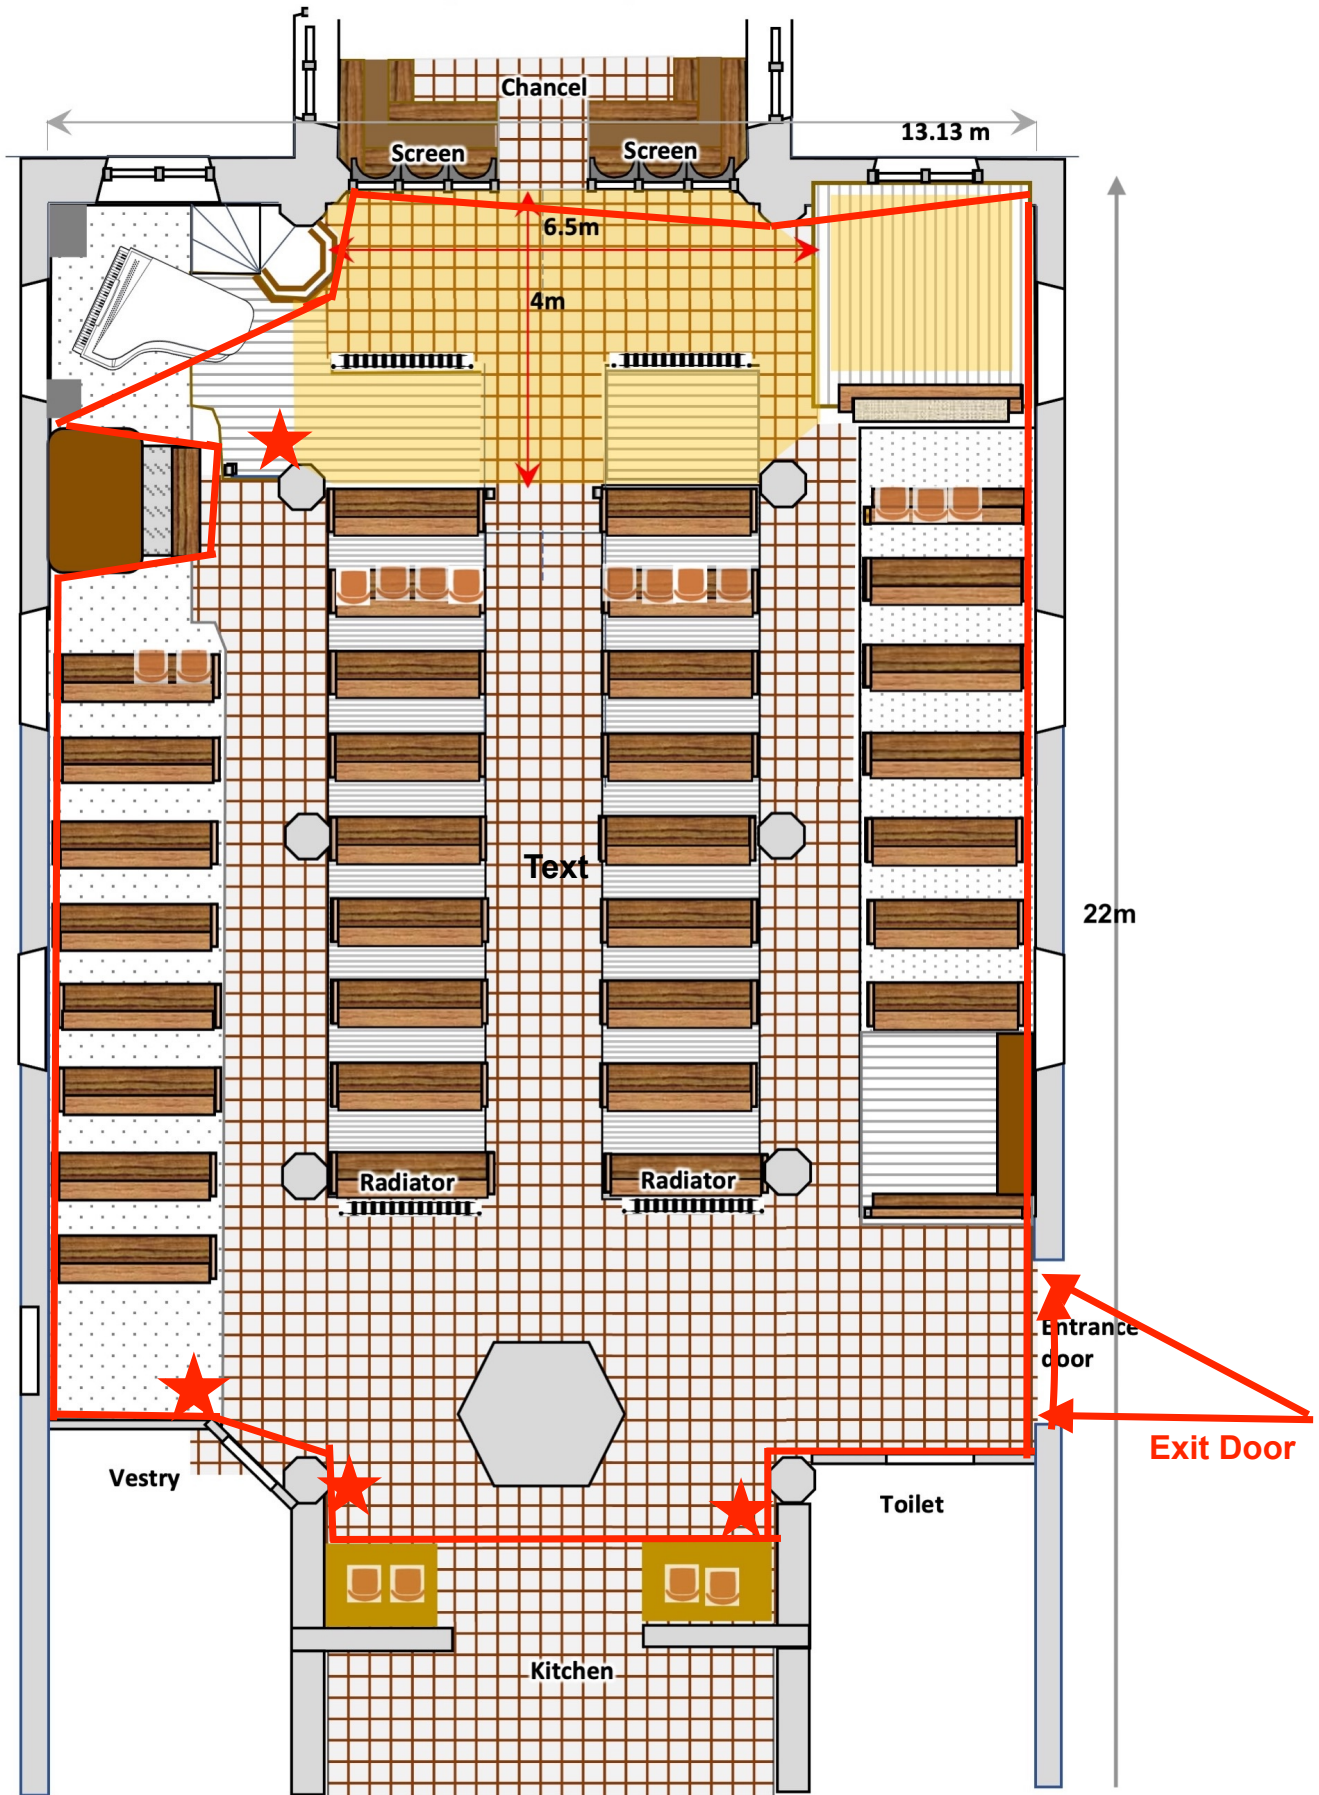 Chancel
13.13 m
Screen
Screen
6.5m
4m
Text
22m
Radiator
Radiator
Entrance
door
Exit Door
Vestry
Toilet
Kitchen